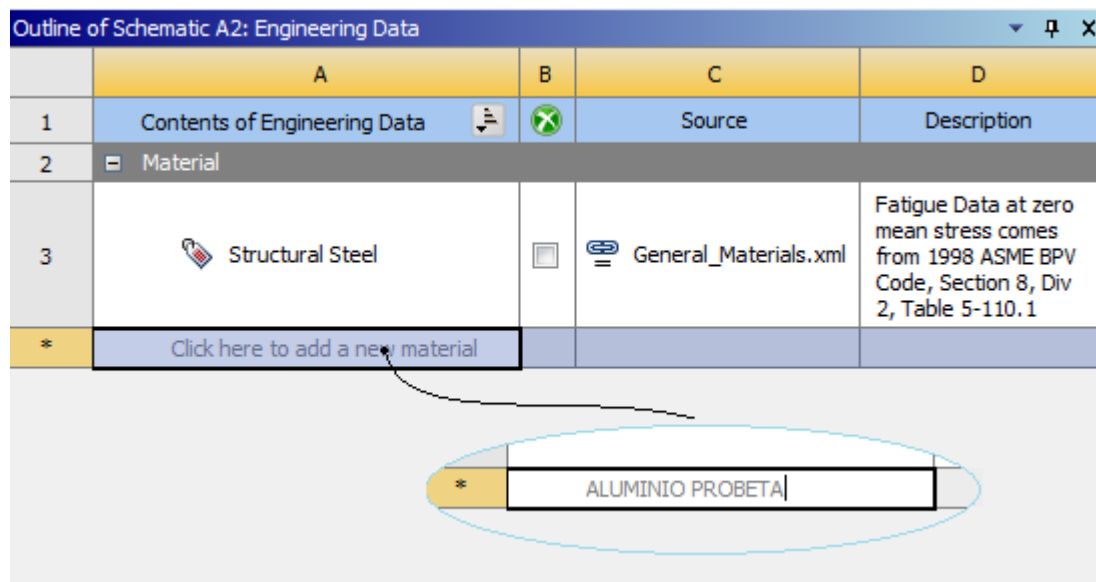 Outline of Schematic A2: Engineering Data
A B C D
1 Contents of Engineering Data Source Description
2 Material
3 Structural Steel General_Materials.xml
Fatigue Data at zero
mean stress comes
from 1998 ASME BPV
Code, Section 8, Div
2, Table 5-110.1
* Click here to add a new material
* ALUMINIO PROBETA